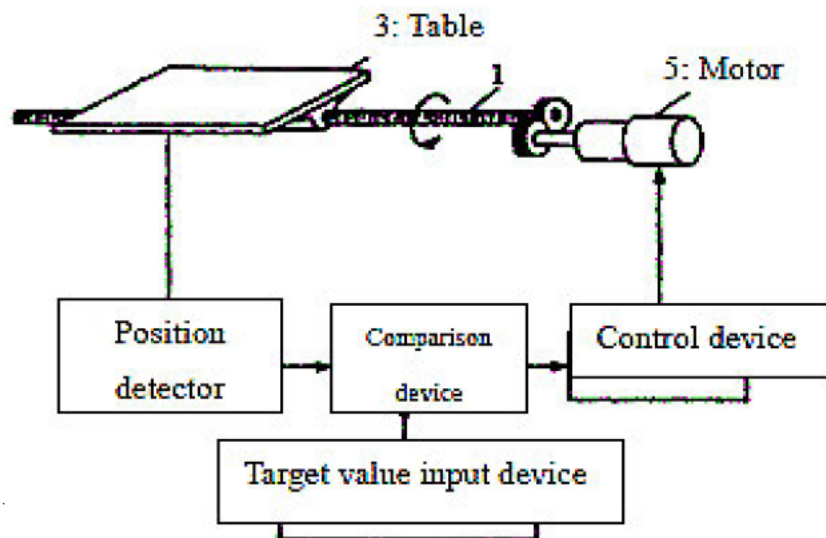 3: Table
1
5: Motor
Position
detector
Comparison
device
Control device
Target value input device